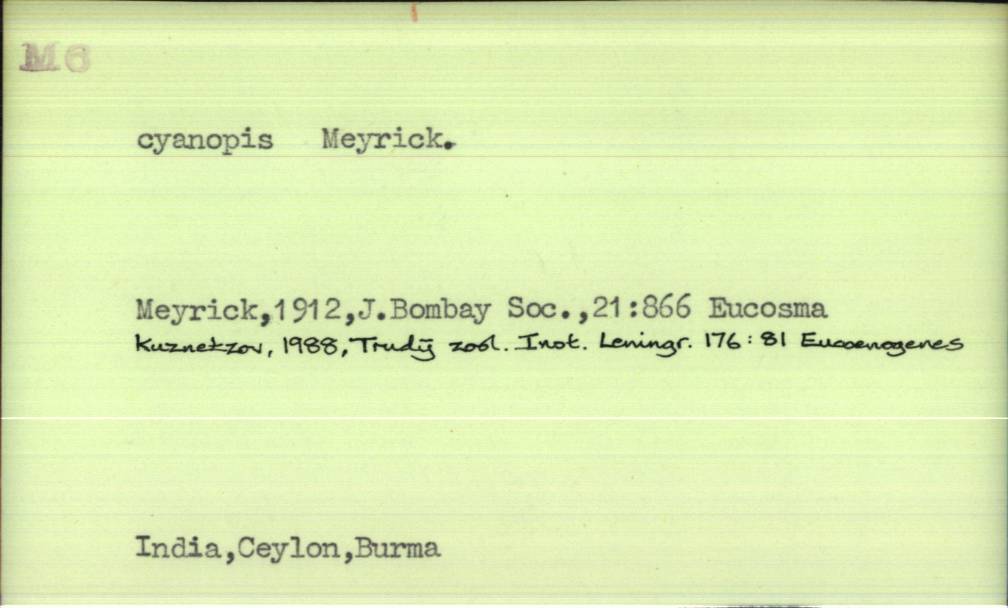 M6
cyanopis Meyrick.
Meyrick,1912,J.Bombay Soc.,21:866 Eucosma
Kuznetzov, 1988, Trudȳ zool. Inst. Leningr. 176:81 Eucoenogenes
India,Ceylon,Burma